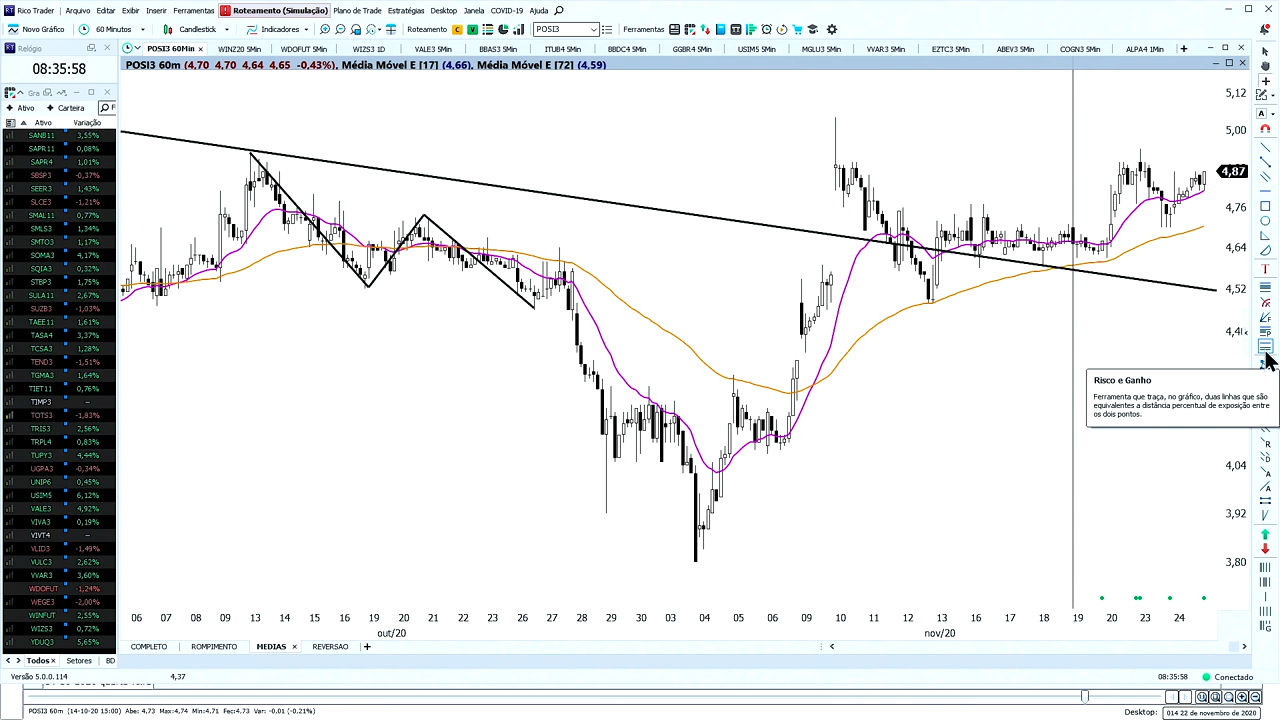 Rico Trader Arquivo Editar Exibir Inserir Ferramentas Roteamento (Simulação) Plano de Trade Estratégias Desktop Janela COVID-19 Ajuda
Novo Gráfico 60 Minutos Candlestick Indicadores Roteamento C V POSI3 Ferramentas
Relógio
POSI3 60Min WINZ20 5Min WDOFUT 5Min WIZS3 1D VALE3 5Min BBAS3 5Min ITUB4 5Min BBDC4 5Min GGBR4 5Min USIM5 5Min MGLU3 5Min VVAR3 5Min EZTC3 5Min ABEV3 5Min COGN3 5Min ALPA4 1Min
08:35:58
POSI3 60m (4,70 4,70 4,64 4,65 -0,43%), Média Móvel E [17] (4,66), Média Móvel E [72] (4,59)
Gra
Ativo Carteira F
Ativo Variação
SANB11 3,55%
SAPR11 0,08%
SAPR4 1,01%
SBSP3 -0,37%
SEER3 1,43%
SLCE3 -1,21%
SMAL11 0,77%
SMLS3 1,34%
SMTO3 1,17%
SOMA3 4,17%
SQIA3 0,32%
STBP3 1,75%
SULA11 2,67%
SUZB3 -1,03%
TAEE11 1,61%
TASA4 3,37%
TCSA3 1,28%
TEND3 -1,51%
TGMA3 1,64%
TIET11 0,76%
TIMP3 –
TOTS3 -1,83%
TRIS3 2,56%
TRPL4 0,83%
TUPY3 4,44%
UGPA3 -0,34%
UNIP6 0,45%
USIM5 6,12%
VALE3 4,92%
VIVA3 0,19%
VIVT4 –
VLID3 -1,49%
VULC3 2,62%
VVAR3 3,60%
WDOFUT -1,24%
WEGE3 -2,00%
WINFUT 2,55%
WIZS3 0,72%
YDUQ3 5,65%
Todos Setores BD
5,12
5,00
4,87
4,76
4,64
4,52
4,04
3,92
3,80
Risco e Ganho
Ferramenta que traça, no gráfico, duas linhas que são
equivalentes a distância percentual de exposição entre
os dois pontos.
06 07 08 09 13 14 15 16 19 20 21 22 23 26 27 28 29 30 03 04 05 06 09 10 11 12 13 16 17 18 19 20 23 24
out/20 nov/20
COMPLETO ROMPIMENTO MEDIAS REVERSAO
Versão 5.0.0.114 4,37 08:35:58 Conectado
POSI3 60m (14-10-20 15:00) Abe: 4,73 Max:4,74 Min:4,71 Fec:4,73 Var: -0.01 (-0.21%) Desktop: 014 22 de novembro de 2020